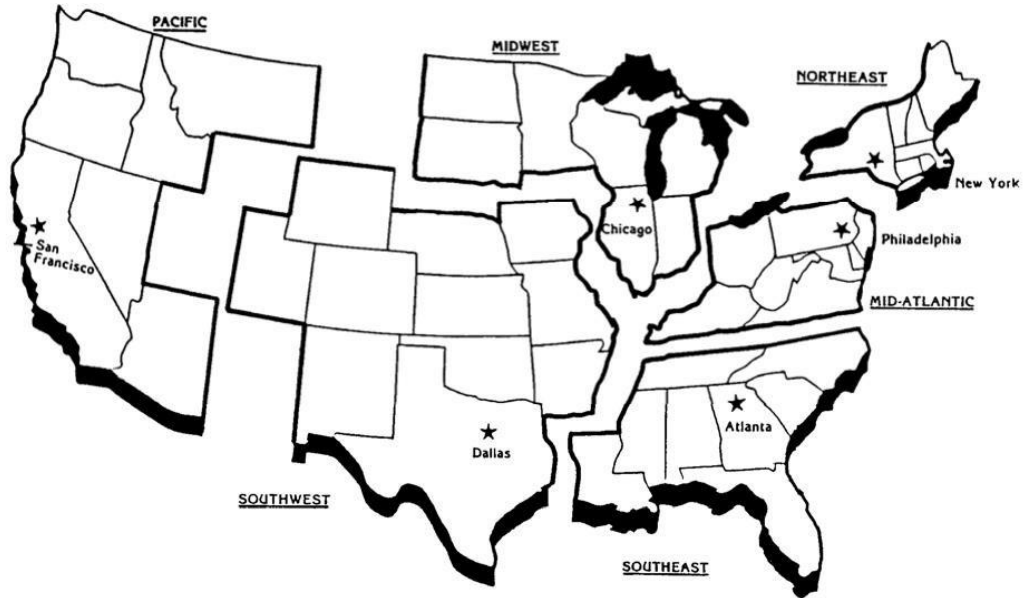 PACIFIC
MIDWEST
NORTHEAST
New York
Chicago
San
Francisco
Philadelphia
MID-ATLANTIC
Atlanta
Dallas
SOUTHWEST
SOUTHEAST